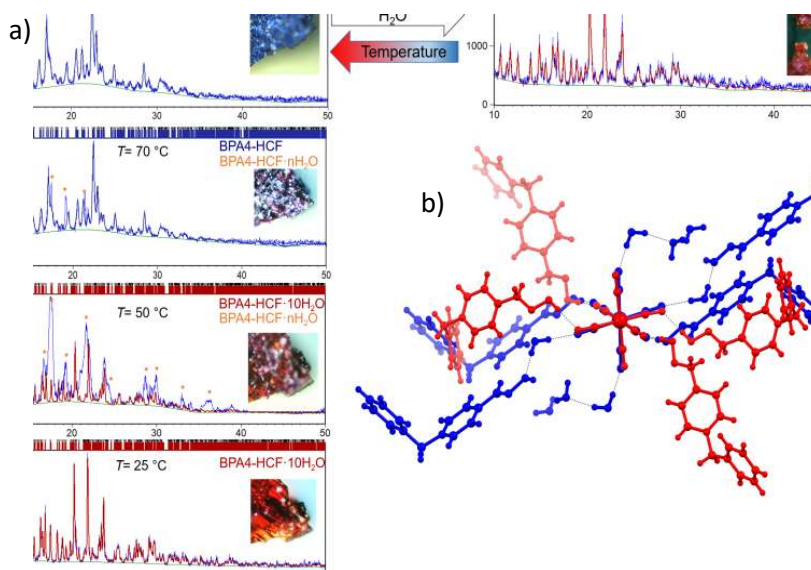 a)
H₂O
Temperature
1000
0
20
30
40
50
10
20
30
40
T= 70 °C
BPA4-HCF
BPA4-HCF·nH₂O
20
30
40
50
T= 50 °C
BPA4-HCF·10H₂O
BPA4-HCF·nH₂O
20
30
40
50
T= 25 °C
BPA4-HCF·10H₂O
b)